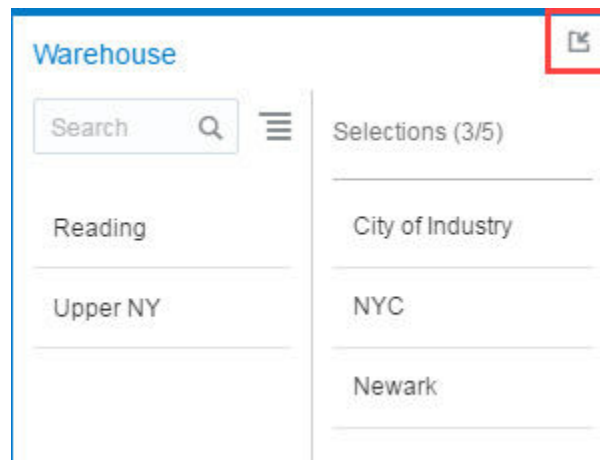 Warehouse
Search
Selections (3/5)
Reading
City of Industry
Upper NY
NYC
Newark